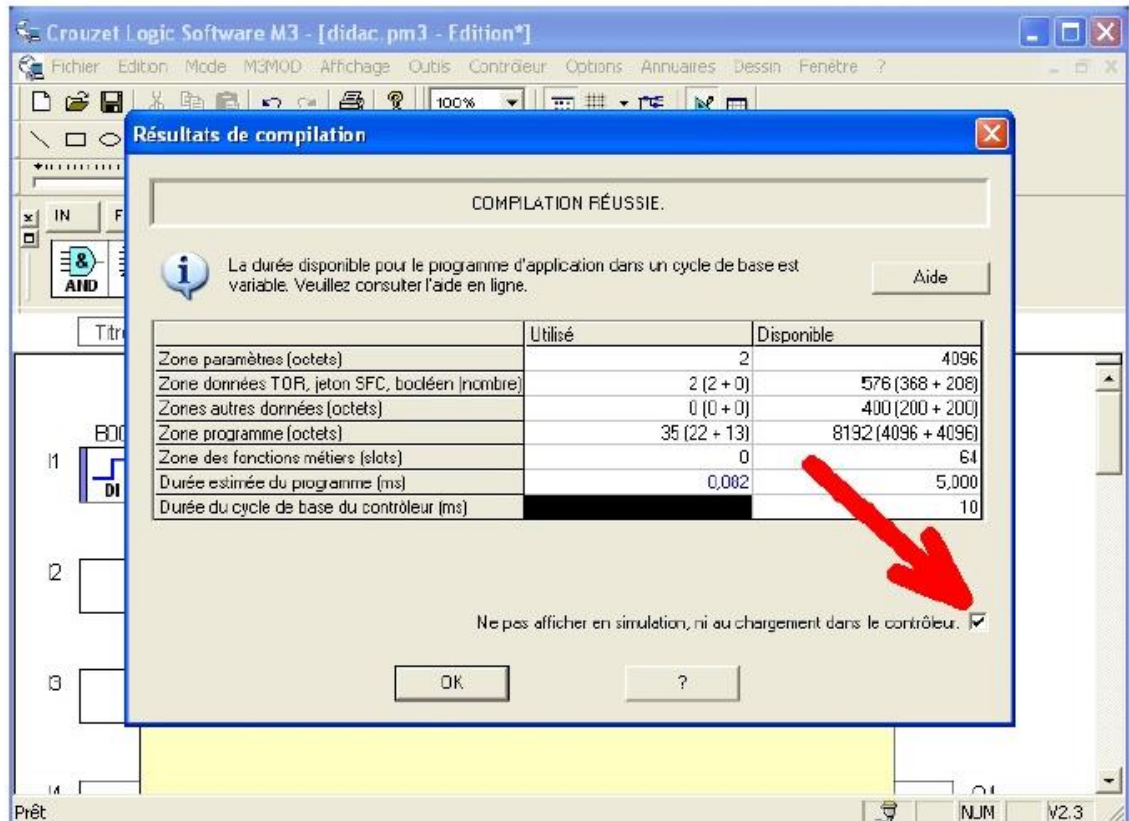 Crouzet Logic Software M3 - [didac.pm3 - Edition*]
Fichier Edition Mode M3MOD Affichage Outils Contrôleur Options Annuaires Dessin Fenêtre ?
100%
Résultats de compilation
COMPILATION RÉUSSIE.
IN F
La durée disponible pour le programme d'application dans un cycle de base est
variable. Veuillez consulter l'aide en ligne.
Aide
AND
Titr
Utilisé Disponible
Zone paramètres (octets) 2 4096
Zone données TOR, jeton SFC, booléen (nombre) 2 (2 + 0) 576 (368 + 208)
Zones autres données (octets) 0 (0 + 0) 400 (200 + 200)
Zone programme (octets) 35 (22 + 13) 8192 (4096 + 4096)
Zone des fonctions métiers (slots) 0 64
Durée estimée du programme (ms) 0,082 5,000
Durée du cycle de base du contrôleur (ms) 10
B00
I1
DI
I2
Ne pas afficher en simulation, ni au chargement dans le contrôleur.
I3
OK ?
Prêt NUM V2.3